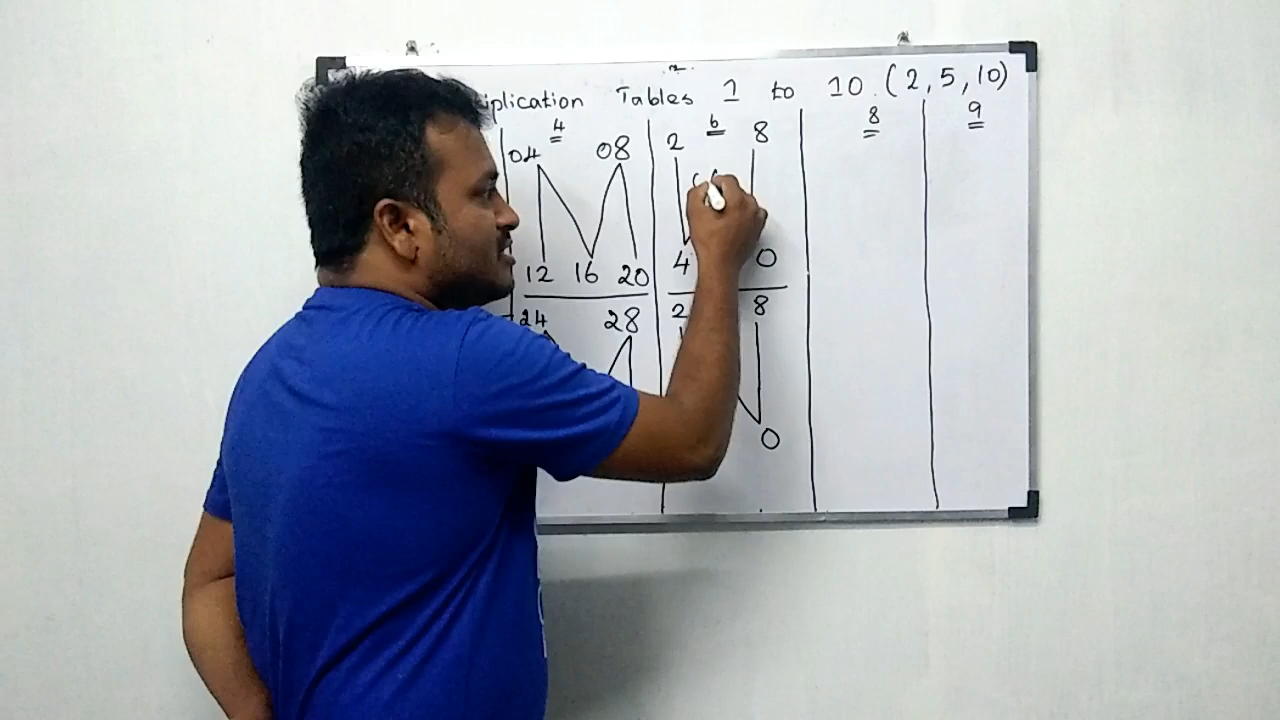 iplication Tables 1 to 10. (2, 5, 10)
4 6 8 9
04 08 2 8
12 16 20 4 0
24 28 2 8
0